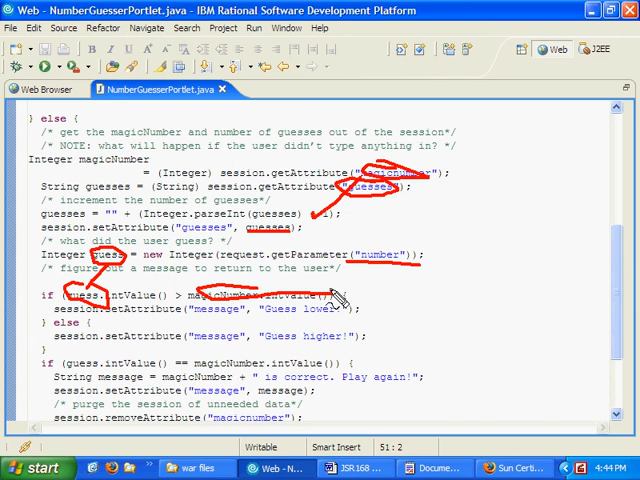 Web - NumberGuesserPortlet.java - IBM Rational Software Development Platform
File Edit Source Refactor Navigate Search Project Run Window Help
Web J2EE
Web Browser NumberGuesserPortlet.java
} else {
/* get the magicNumber and number of guesses out of the session*/
/* NOTE: what will happen if the user didn't type anything in? */
Integer magicNumber
= (Integer) session.getAttribute("magicnumber");
String guesses = (String) session.getAttribute("guesses");
/* increment the number of guesses*/
guesses = "" + (Integer.parseInt(guesses) 1);
session.setAttribute("guesses", guesses);
/* what did the user guess? */
Integer guess = new Integer(request.getParameter("number"));
/* figure out a message to return to the user*/
if (guess.intValue() > magicNumber.intValue()
session.setAttribute("message", "Guess lower");
} else {
session.setAttribute("message", "Guess higher!");
}
if (guess.intValue() == magicNumber.intValue()) {
String message = magicNumber + " is correct. Play again!";
session.setAttribute("message", message);
/* purge the session of unneeded data*/
session.removeAttribute("magicnumber");
Writable Smart Insert 51 : 2
start war files Web - N... JSR168 ... Docume... Sun Certif... 4:44 PM